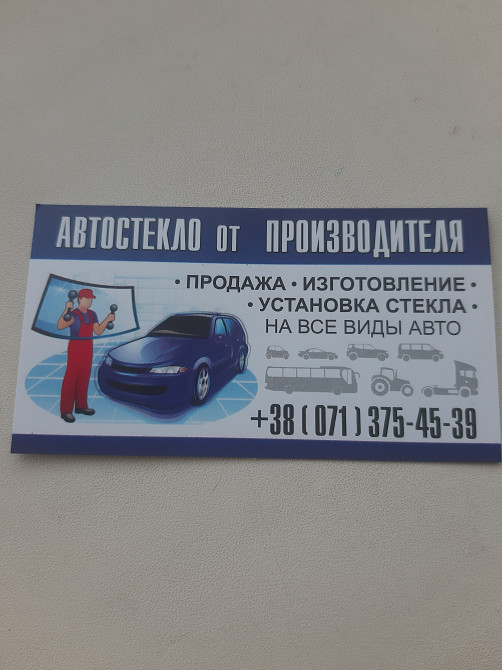 АВТОСТЕКЛО от ПРОИЗВОДИТЕЛЯ
• ПРОДАЖА • ИЗГОТОВЛЕНИЕ •
• УСТАНОВКА СТЕКЛА •
НА ВСЕ ВИДЫ АВТО
+38 (071) 375-45-39